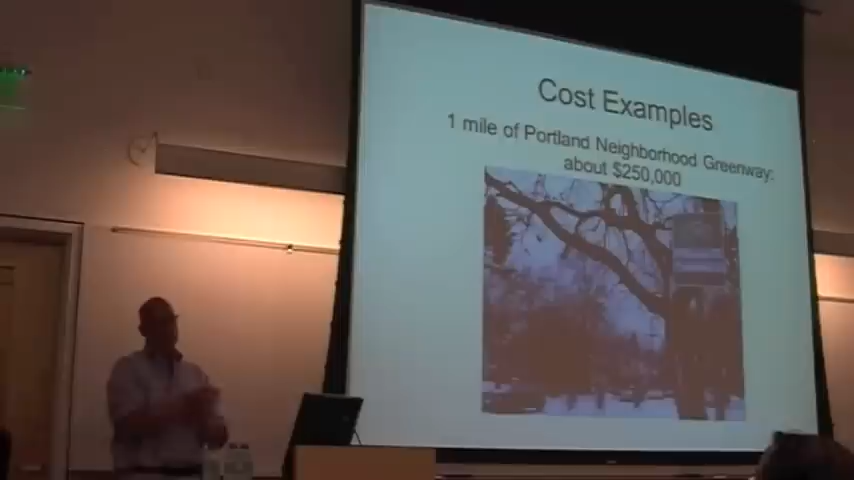 Cost Examples
1 mile of Portland Neighborhood Greenway:
about $250,000